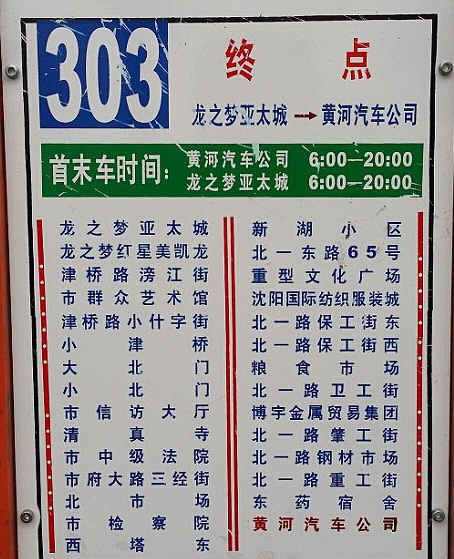 303
终点
龙之梦亚太城→黄河汽车公司
首末车时间:
黄河汽车公司 6:00—20:00
龙之梦亚太城 6:00—20:00
龙之梦亚太城
龙之梦红星美凯龙
津桥路滂江街
市群众艺术馆
津桥路小什字街
小津桥
大北门
小北门
市信访大厅
清真寺
市中级法院
市府大路三经街
北市场
市检察院
西塔东
新湖小区
北一东路65号
重型文化广场
沈阳国际纺织服装城
北一路保工街东
北一路保工街西
粮食市场
北一路卫工街
博宇金属贸易集团
北一路肇工街
北一路钢材市场
北一路重工街
东药宿舍
黄河汽车公司